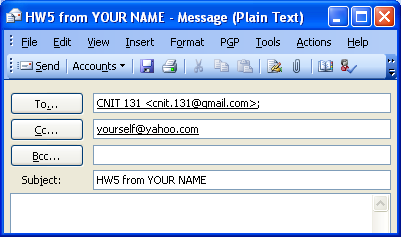 HW5 from YOUR NAME - Message (Plain Text)
File Edit View Insert Format PGP Tools Actions Help
Send Accounts
To... CNIT 131 <cnit.131@gmail.com>;
Cc... yourself@yahoo.com
Bcc...
Subject: HW5 from YOUR NAME